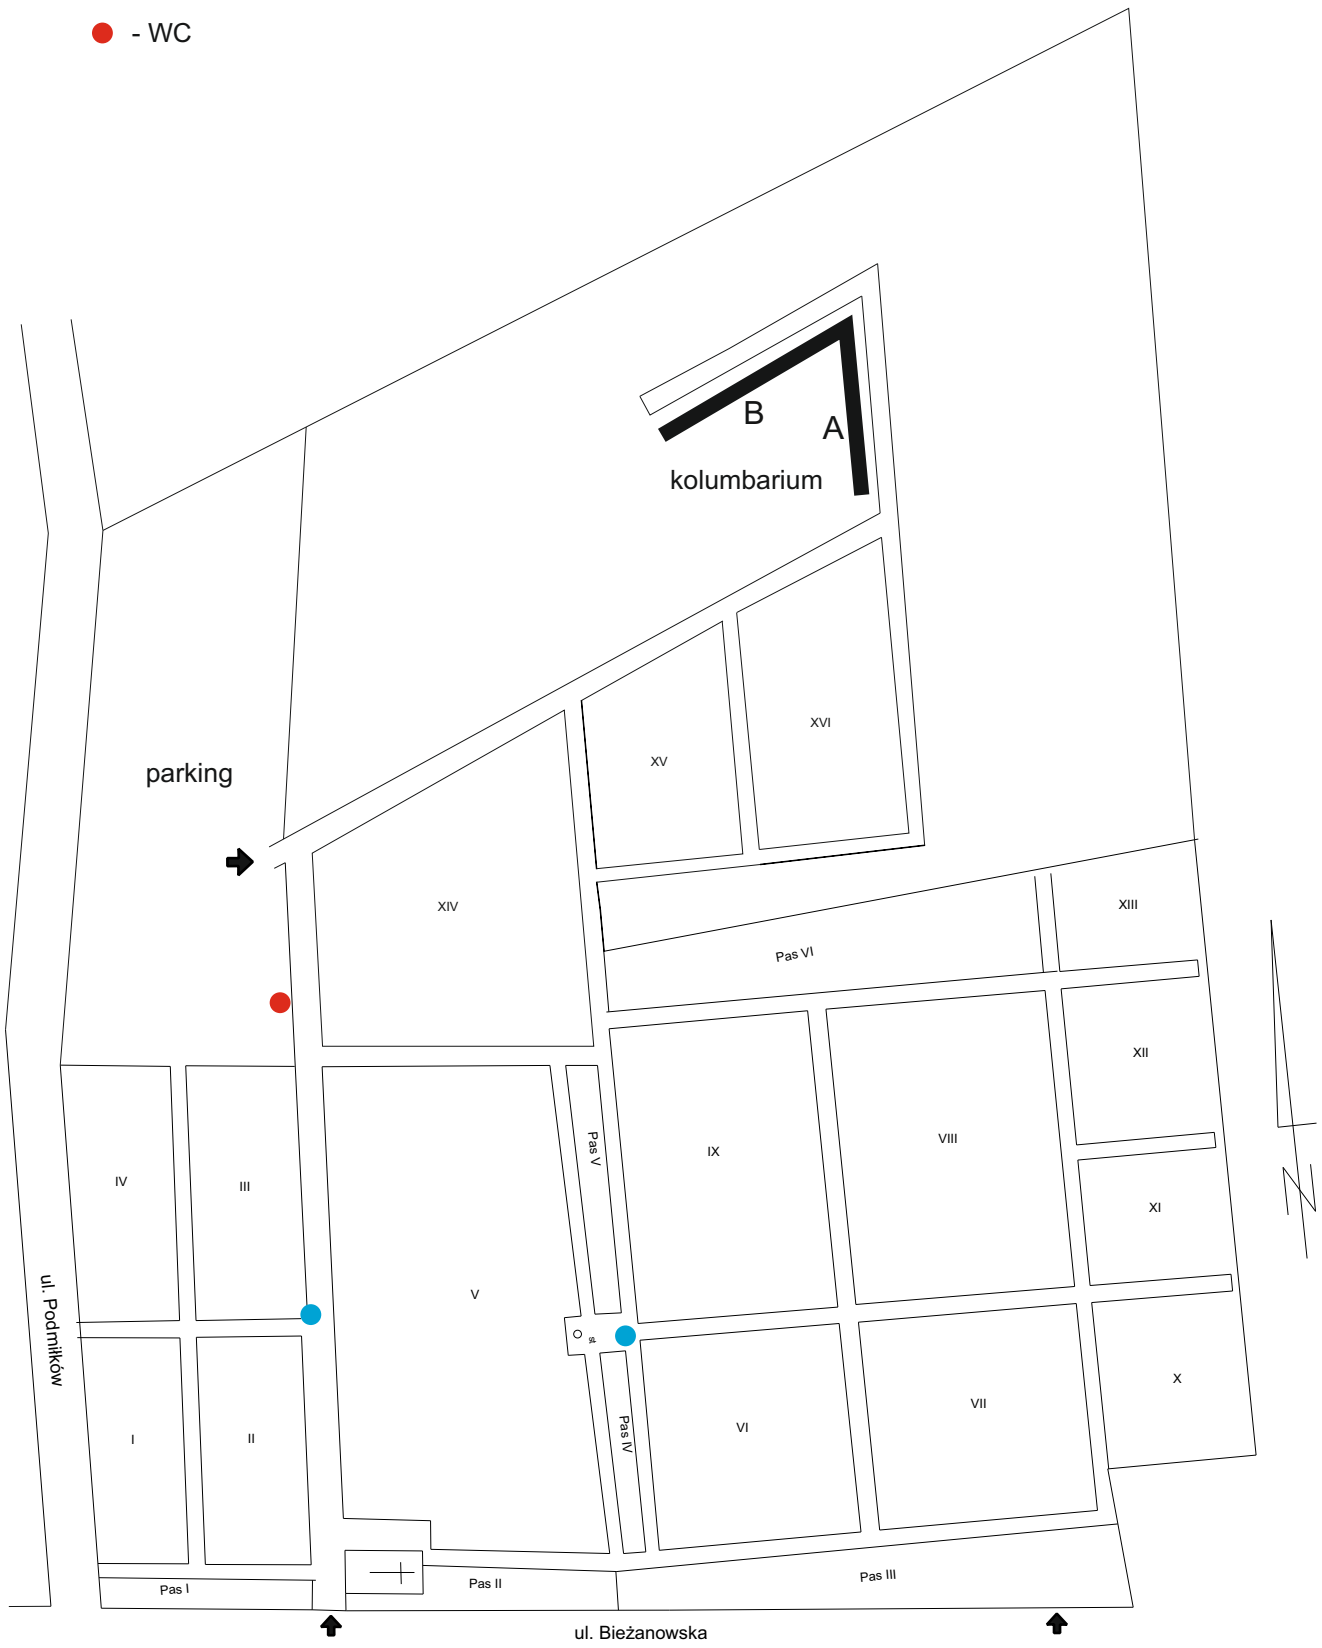 - WC
B
A
kolumbarium
XVI
XV
parking
XIV
XIII
Pas VI
XII
Pas V
VIII
IX
IV
III
XI
V
ul. Podmiłków
st.
X
VII
Pas IV
VI
I
II
Pas III
Pas II
Pas I
ul. Bieżanowska
N